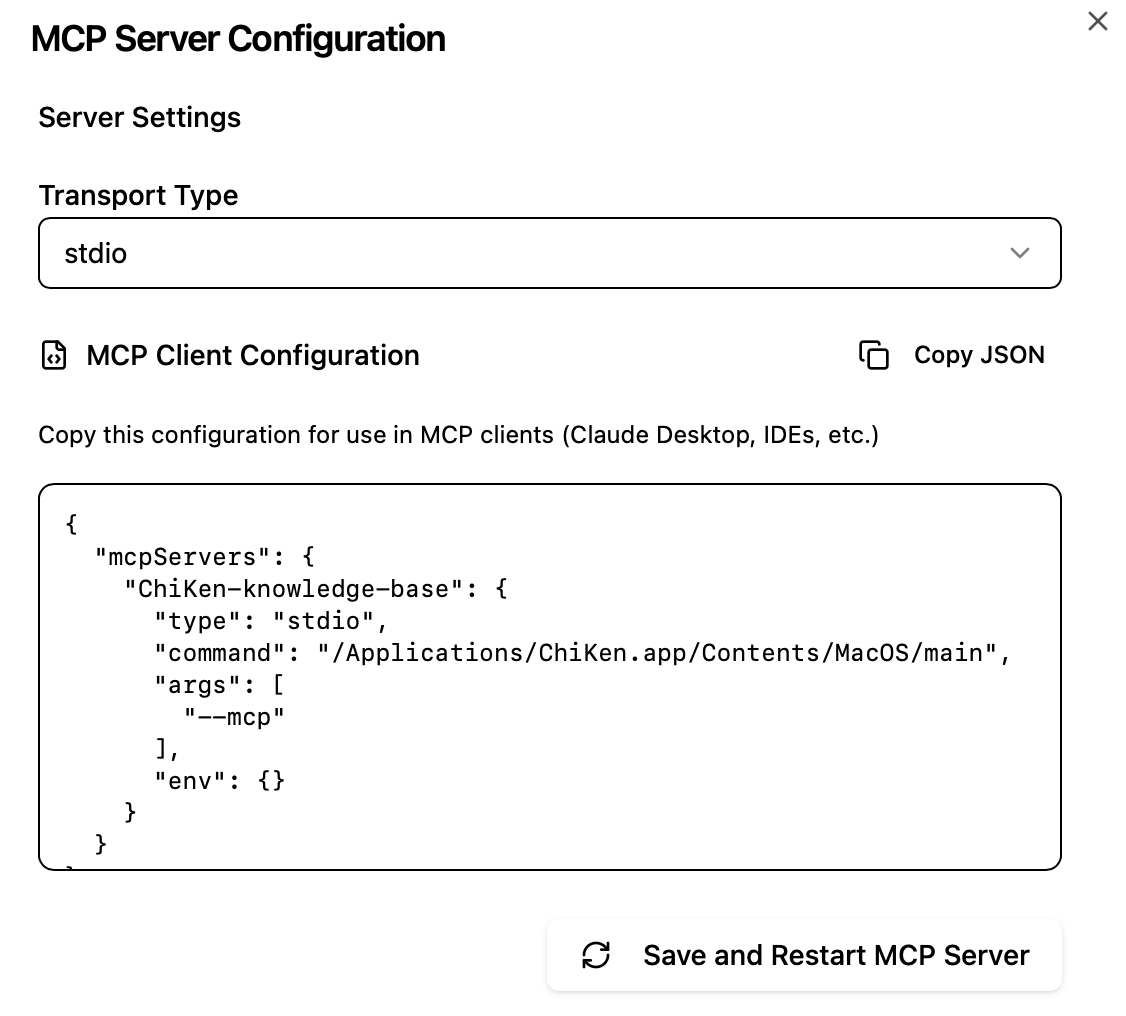 MCP Server Configuration
Server Settings
Transport Type
stdio
MCP Client Configuration
Copy JSON
Copy this configuration for use in MCP clients (Claude Desktop, IDEs, etc.)
{
  "mcpServers": {
    "ChiKen-knowledge-base": {
      "type": "stdio",
      "command": "/Applications/ChiKen.app/Contents/MacOS/main",
      "args": [
        "--mcp"
      ],
      "env": {}
    }
  }
Save and Restart MCP Server